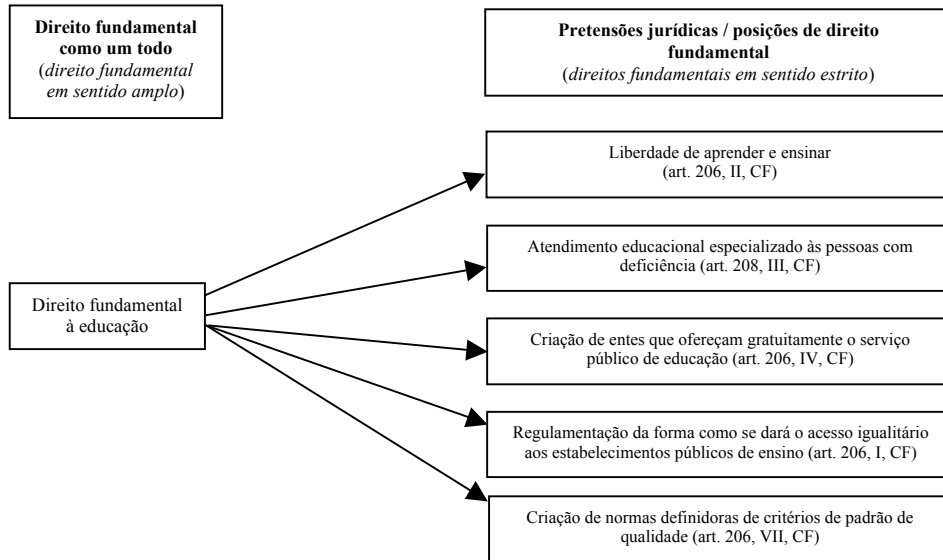 Direito fundamental
como um todo
(direito fundamental
em sentido amplo)
Pretensões jurídicas / posições de direito
fundamental
(direitos fundamentais em sentido estrito)
Liberdade de aprender e ensinar
(art. 206, II, CF)
Atendimento educacional especializado às pessoas com
deficiência (art. 208, III, CF)
Direito fundamental
à educação
Criação de entes que ofereçam gratuitamente o serviço
público de educação (art. 206, IV, CF)
Regulamentação da forma como se dará o acesso igualitário
aos estabelecimentos públicos de ensino (art. 206, I, CF)
Criação de normas definidoras de critérios de padrão de
qualidade (art. 206, VII, CF)